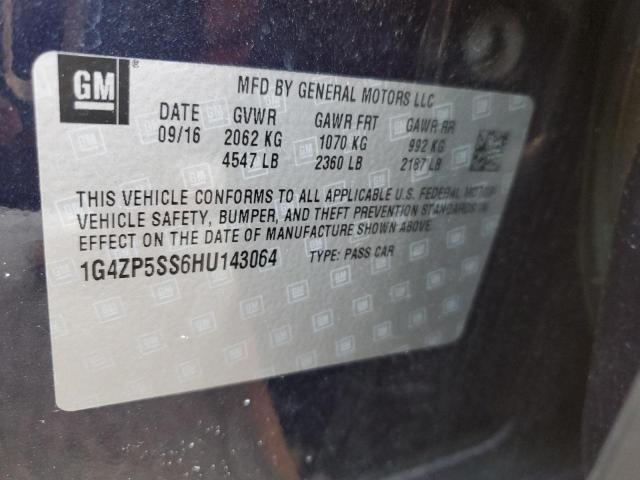 GM
®
MFD BY GENERAL MOTORS LLC
DATE GVWR GAWR FRT GAWR RR
09/16 2062 KG 1070 KG 992 KG
4547 LB 2360 LB 2187 LB
THIS VEHICLE CONFORMS TO ALL APPLICABLE U.S. FEDERAL MOTOR
VEHICLE SAFETY, BUMPER, AND THEFT PREVENTION STANDARDS IN
EFFECT ON THE DATE OF MANUFACTURE SHOWN ABOVE.
1G4ZP5SS6HU143064 TYPE: PASS CAR